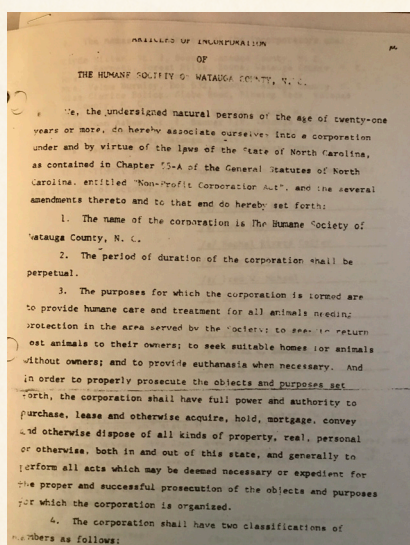 ARTICLES OF INCORPORATION
OF
THE HUMANE SOCIETY OF WATAUGA COUNTY, N. C.
We, the undersigned natural persons of the age of twenty-one
years or more, do hereby associate ourselves into a corporation
under and by virtue of the laws of the State of North Carolina,
as contained in Chapter 55-A of the General Statutes of North
Carolina, entitled "Non-Profit Corporation Act", and the several
amendments thereto and to that end do hereby set forth:
1. The name of the corporation is The Humane Society of
Watauga County, N. C.
2. The period of duration of the corporation shall be
perpetual.
3. The purposes for which the corporation is formed are
to provide humane care and treatment for all animals needing
protection in the area served by the Society; to seek to return
lost animals to their owners; to seek suitable homes for animals
without owners; and to provide euthanasia when necessary. And
in order to properly prosecute the objects and purposes set
forth, the corporation shall have full power and authority to
purchase, lease and otherwise acquire, hold, mortgage, convey
and otherwise dispose of all kinds of property, real, personal
or otherwise, both in and out of this state, and generally to
perform all acts which may be deemed necessary or expedient for
the proper and successful prosecution of the objects and purposes
for which the corporation is organized.
4. The corporation shall have two classifications of
members as follows: